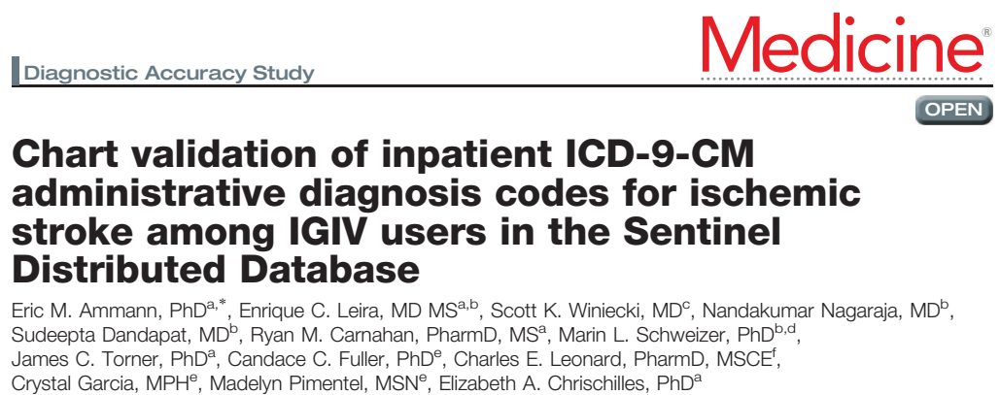 Medicine®
Diagnostic Accuracy Study
OPEN
Chart validation of inpatient ICD-9-CM
administrative diagnosis codes for ischemic
stroke among IGIV users in the Sentinel
Distributed Database
Eric M. Ammann, PhDa,*, Enrique C. Leira, MD MSa,b, Scott K. Winiecki, MDc, Nandakumar Nagaraja, MDb,
Sudeepta Dandapat, MDb, Ryan M. Carnahan, PharmD, MSa, Marin L. Schweizer, PhDb,d,
James C. Torner, PhDa, Candace C. Fuller, PhDe, Charles E. Leonard, PharmD, MSCEf,
Crystal Garcia, MPHe, Madelyn Pimentel, MSNe, Elizabeth A. Chrischilles, PhDa